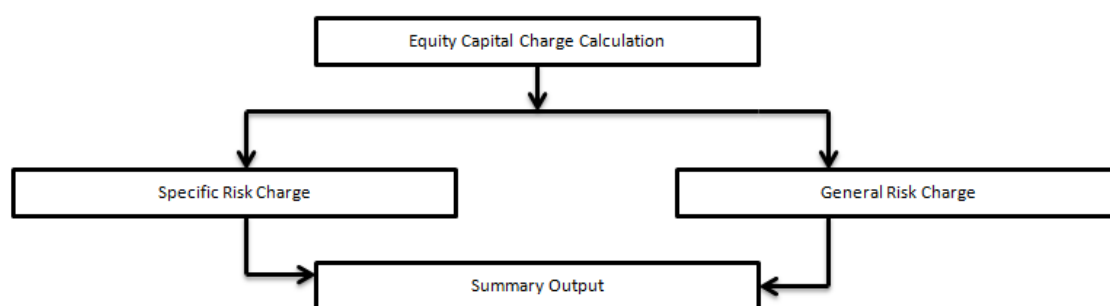 Equity Capital Charge Calculation
Specific Risk Charge
General Risk Charge
Summary Output